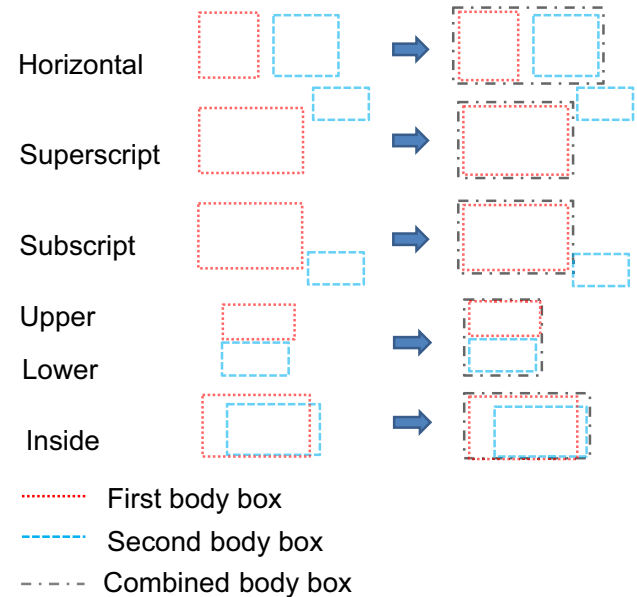 Horizontal
Superscript
Subscript
Upper
Lower
Inside
First body box
Second body box
Combined body box